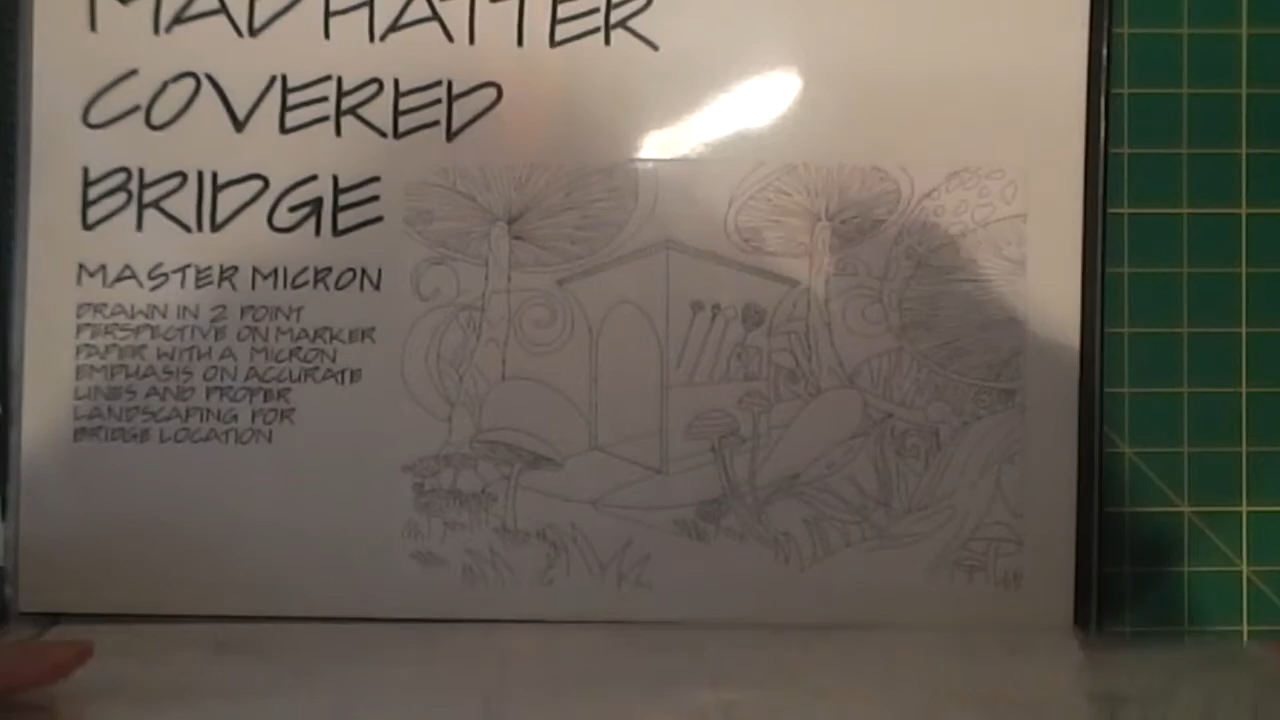 MADHATTER
COVERED
BRIDGE
MASTER MICRON
DRAWN IN 2 POINT
PERSPECTIVE ON MARKER
PAPER WITH A MICRON
EMPHASIS ON ACCURATE
LINES AND PROPER
LANDSCAPING FOR
BRIDGE LOCATION